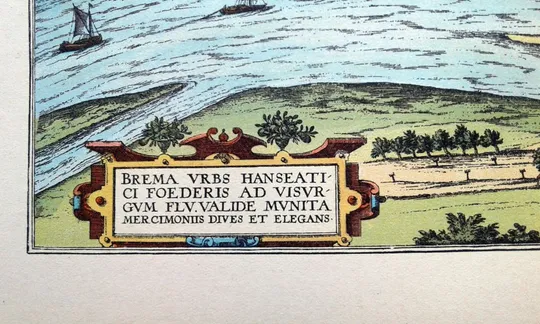 BREMA VRBS HANSEATI-
CI FOEDERIS AD VISVR-
GVM FLV, VALIDE MVNITA
MERCIMONIIS DIVES ET ELEGANS.